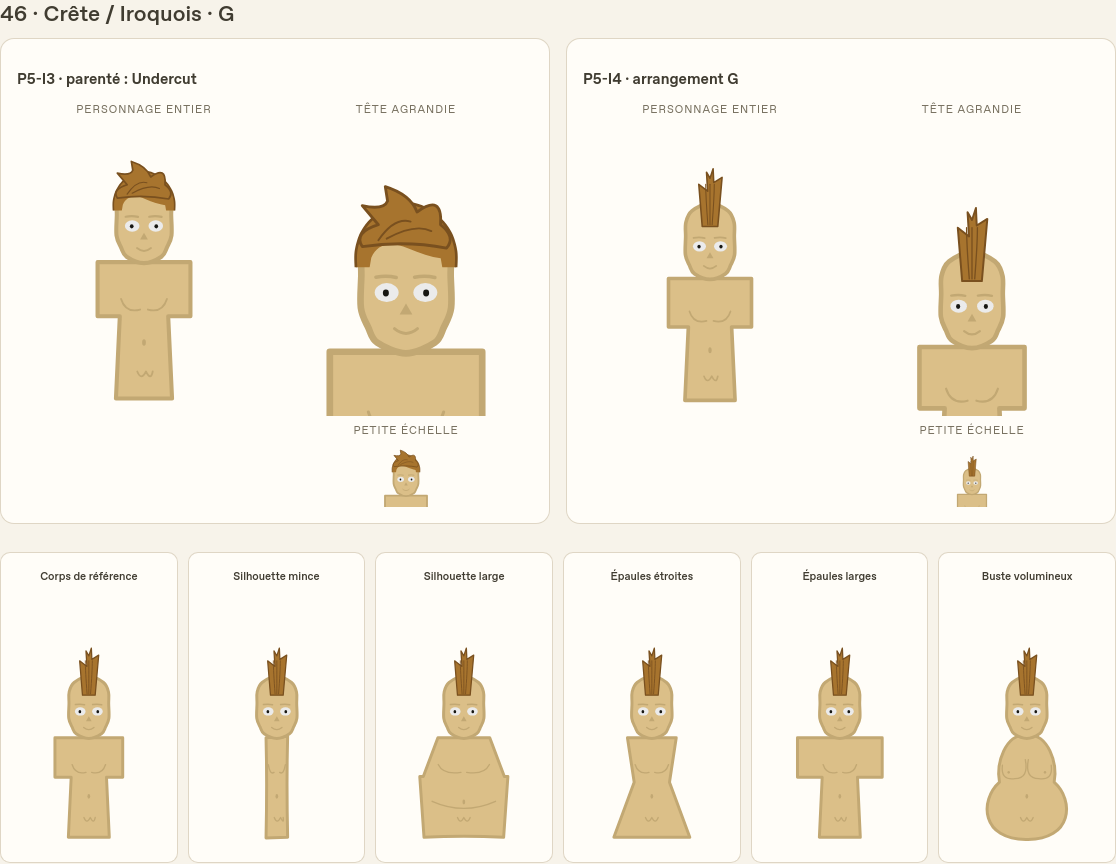 46 · Crête / Iroquois · G
P5-I3 · parenté : Undercut
PERSONNAGE ENTIER
TÊTE AGRANDIE
PETITE ÉCHELLE
P5-I4 · arrangement G
PERSONNAGE ENTIER
TÊTE AGRANDIE
PETITE ÉCHELLE
Corps de référence
Silhouette mince
Silhouette large
Épaules étroites
Épaules larges
Buste volumineux